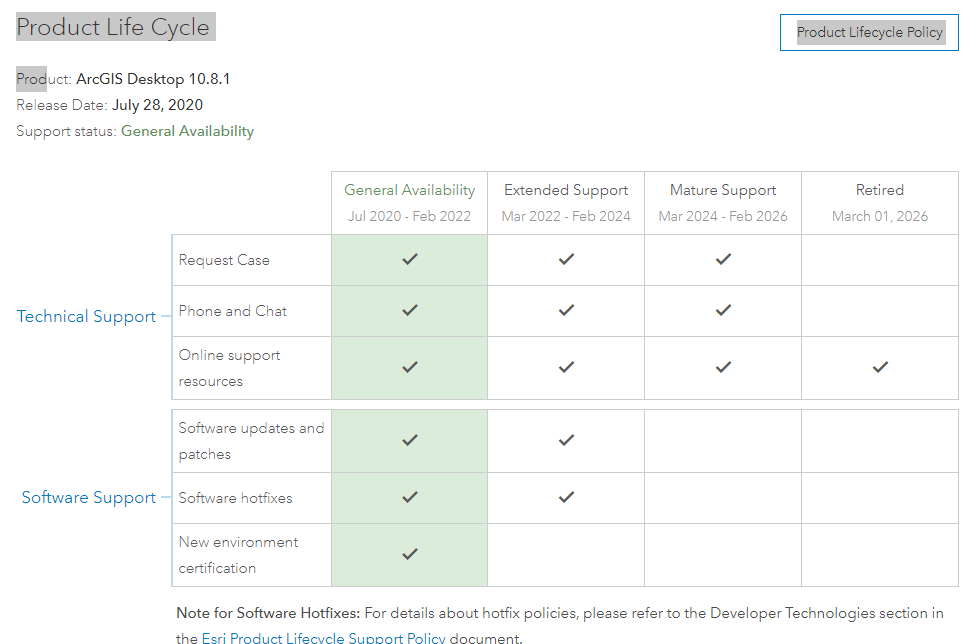 Product Life Cycle
Product Lifecycle Policy
Product: ArcGIS Desktop 10.8.1
Release Date: July 28, 2020
Support status: General Availability
General Availability Extended Support Mature Support Retired
Jul 2020 - Feb 2022 Mar 2022 - Feb 2024 Mar 2024 - Feb 2026 March 01, 2026
Technical Support
Request Case ✓ ✓ ✓
Phone and Chat ✓ ✓ ✓
Online support
resources ✓ ✓ ✓ ✓
Software Support
Software updates and
patches ✓ ✓
Software hotfixes ✓ ✓
New environment
certification ✓
Note for Software Hotfixes: For details about hotfix policies, please refer to the Developer Technologies section in
the Esri Product Lifecycle Support Policy document.